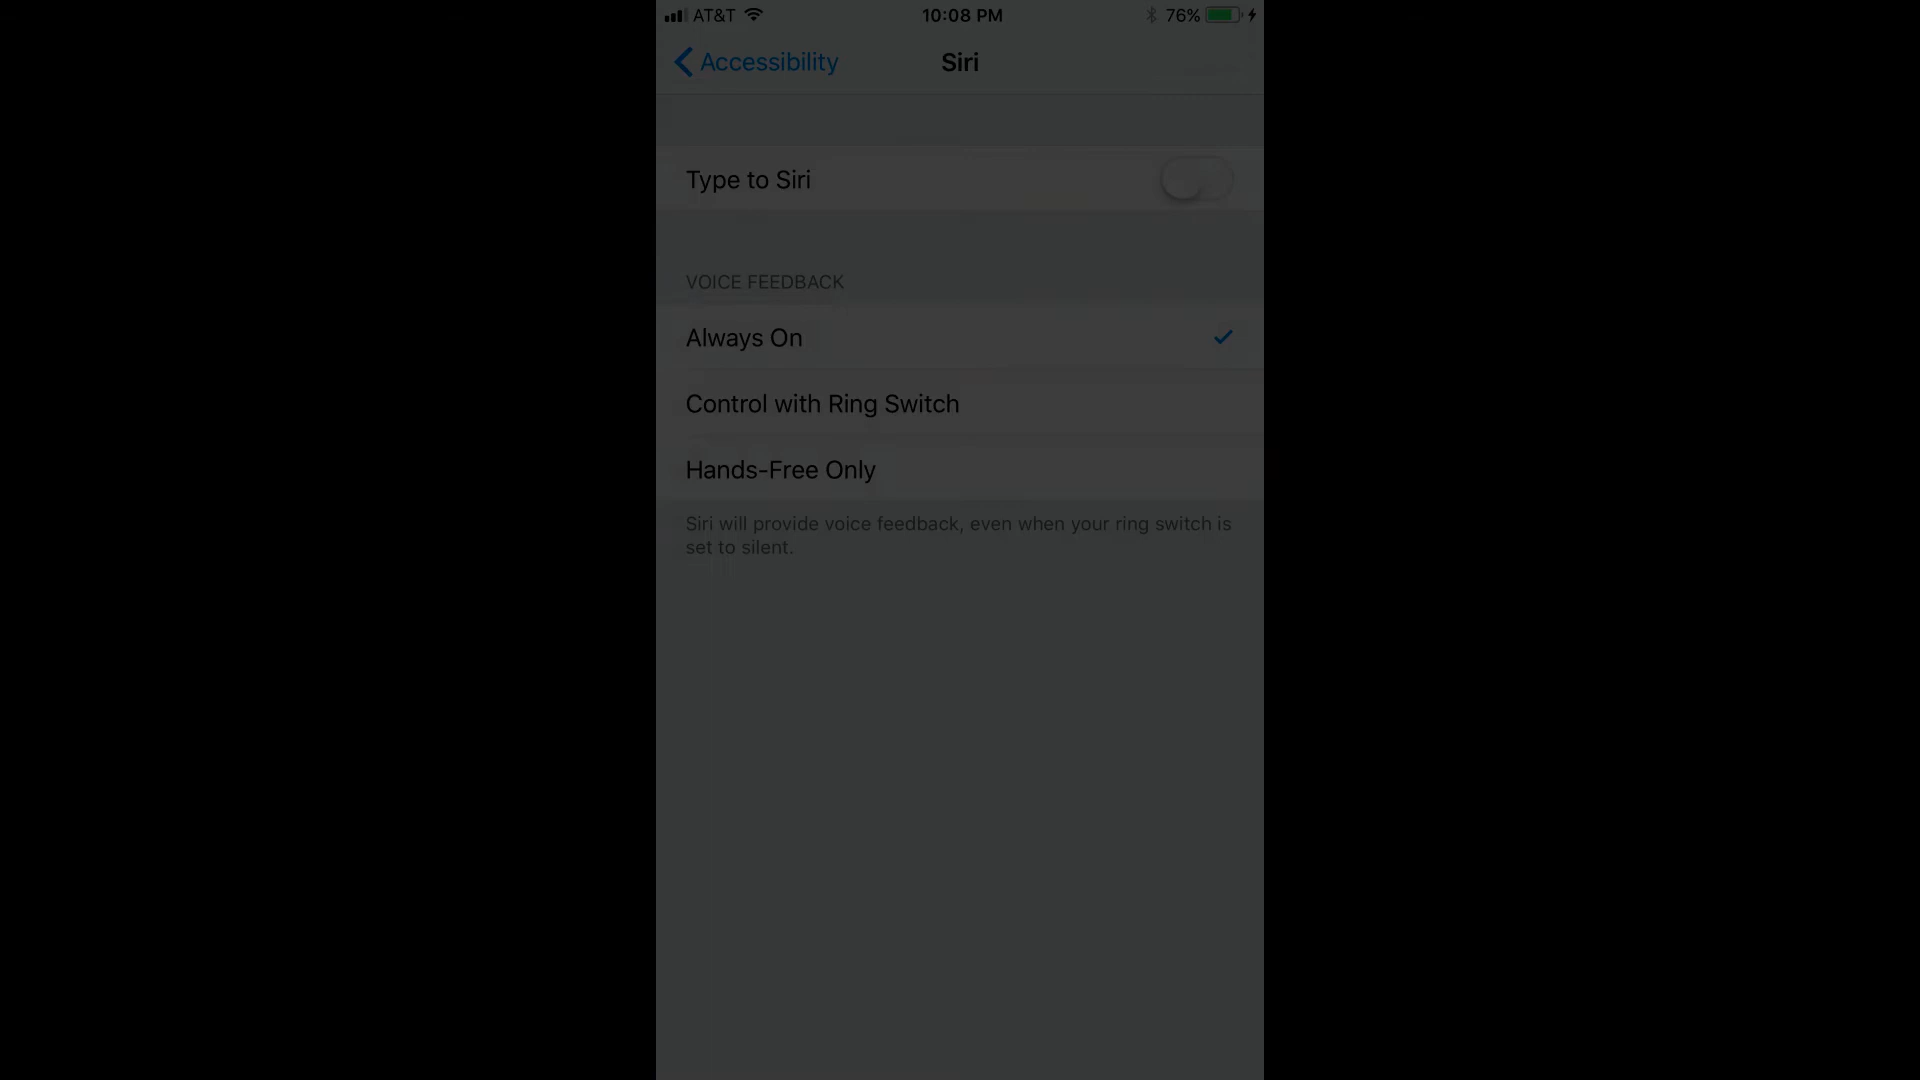 AT&T 10:08 PM 76%
Accessibility Siri
Type to Siri
VOICE FEEDBACK
Always On
Control with Ring Switch
Hands-Free Only
Siri will provide voice feedback, even when your ring switch is
set to silent.